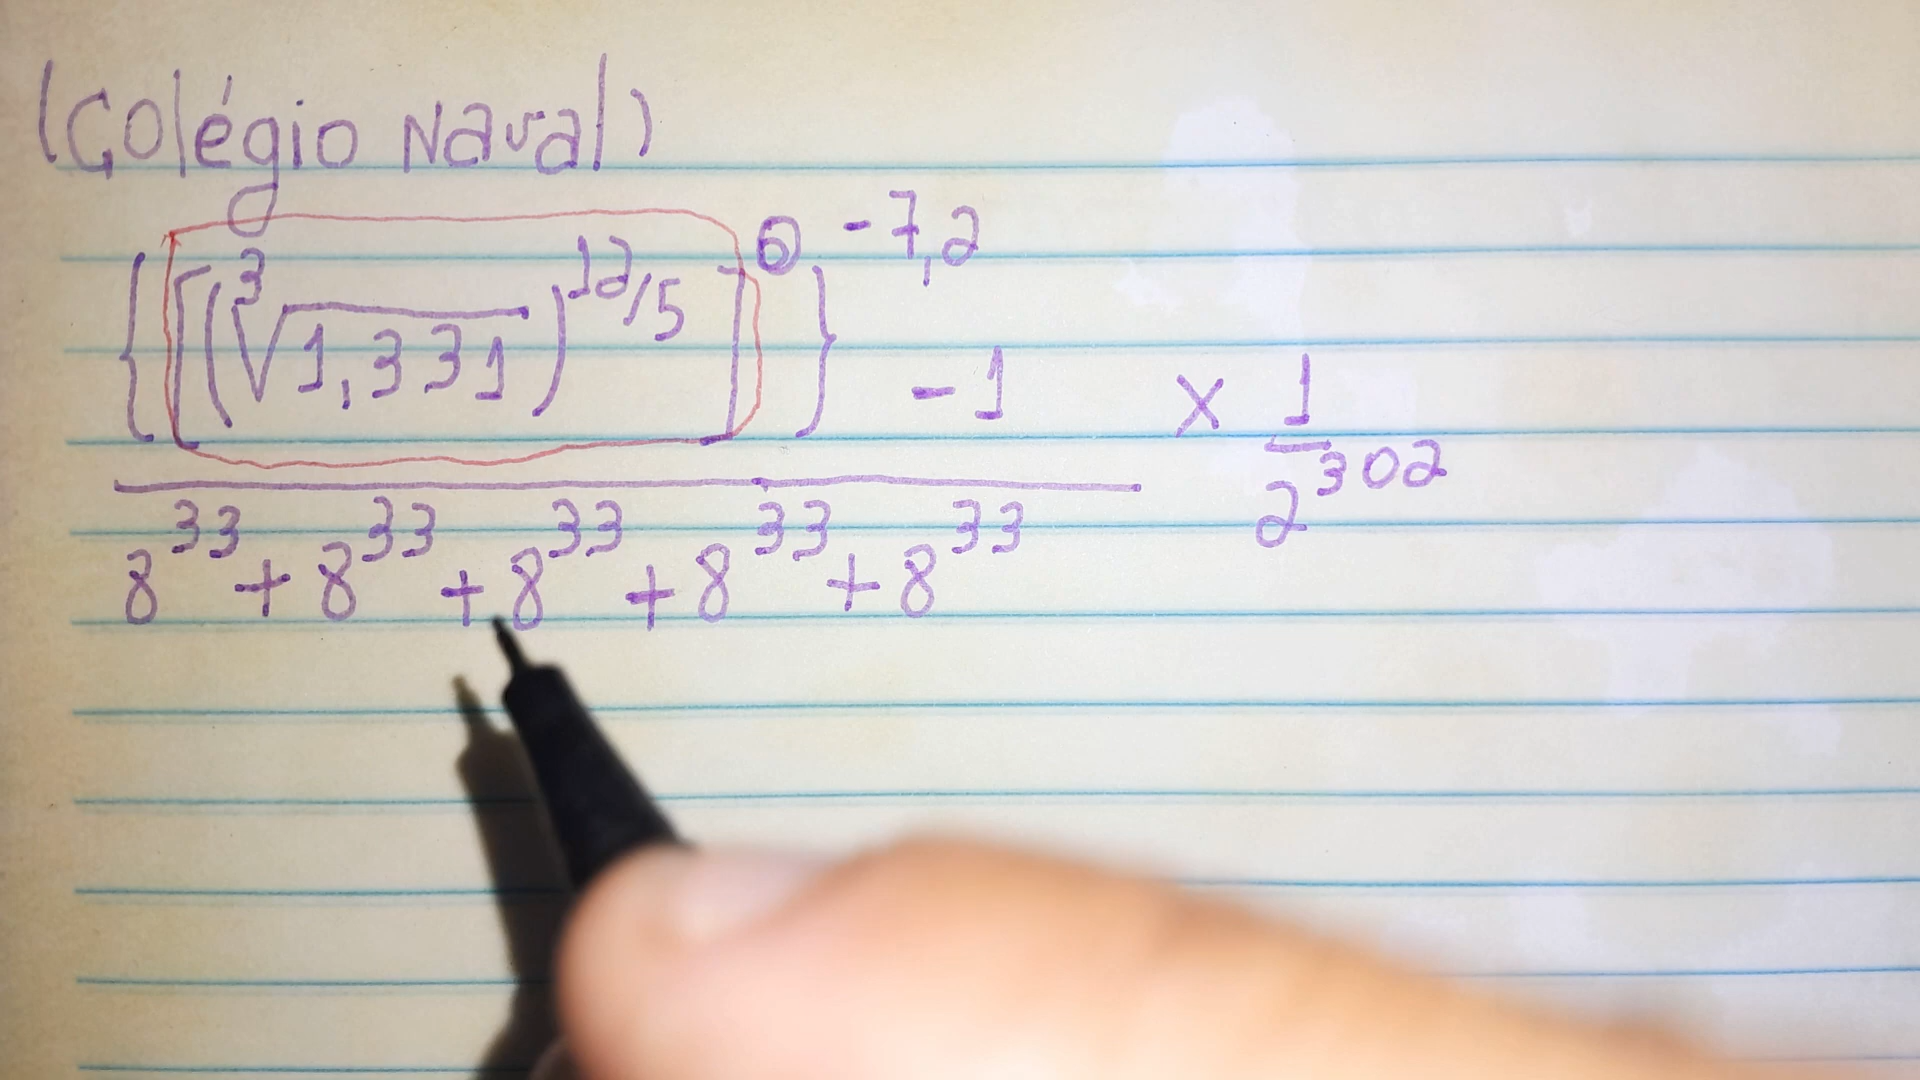 (Colégio Naval)
{[(∛1,331)^12/5]^0}^-7,2 - 1 × 1/2^302
8^33 + 8^33 + 8^33 + 8^33 + 8^33